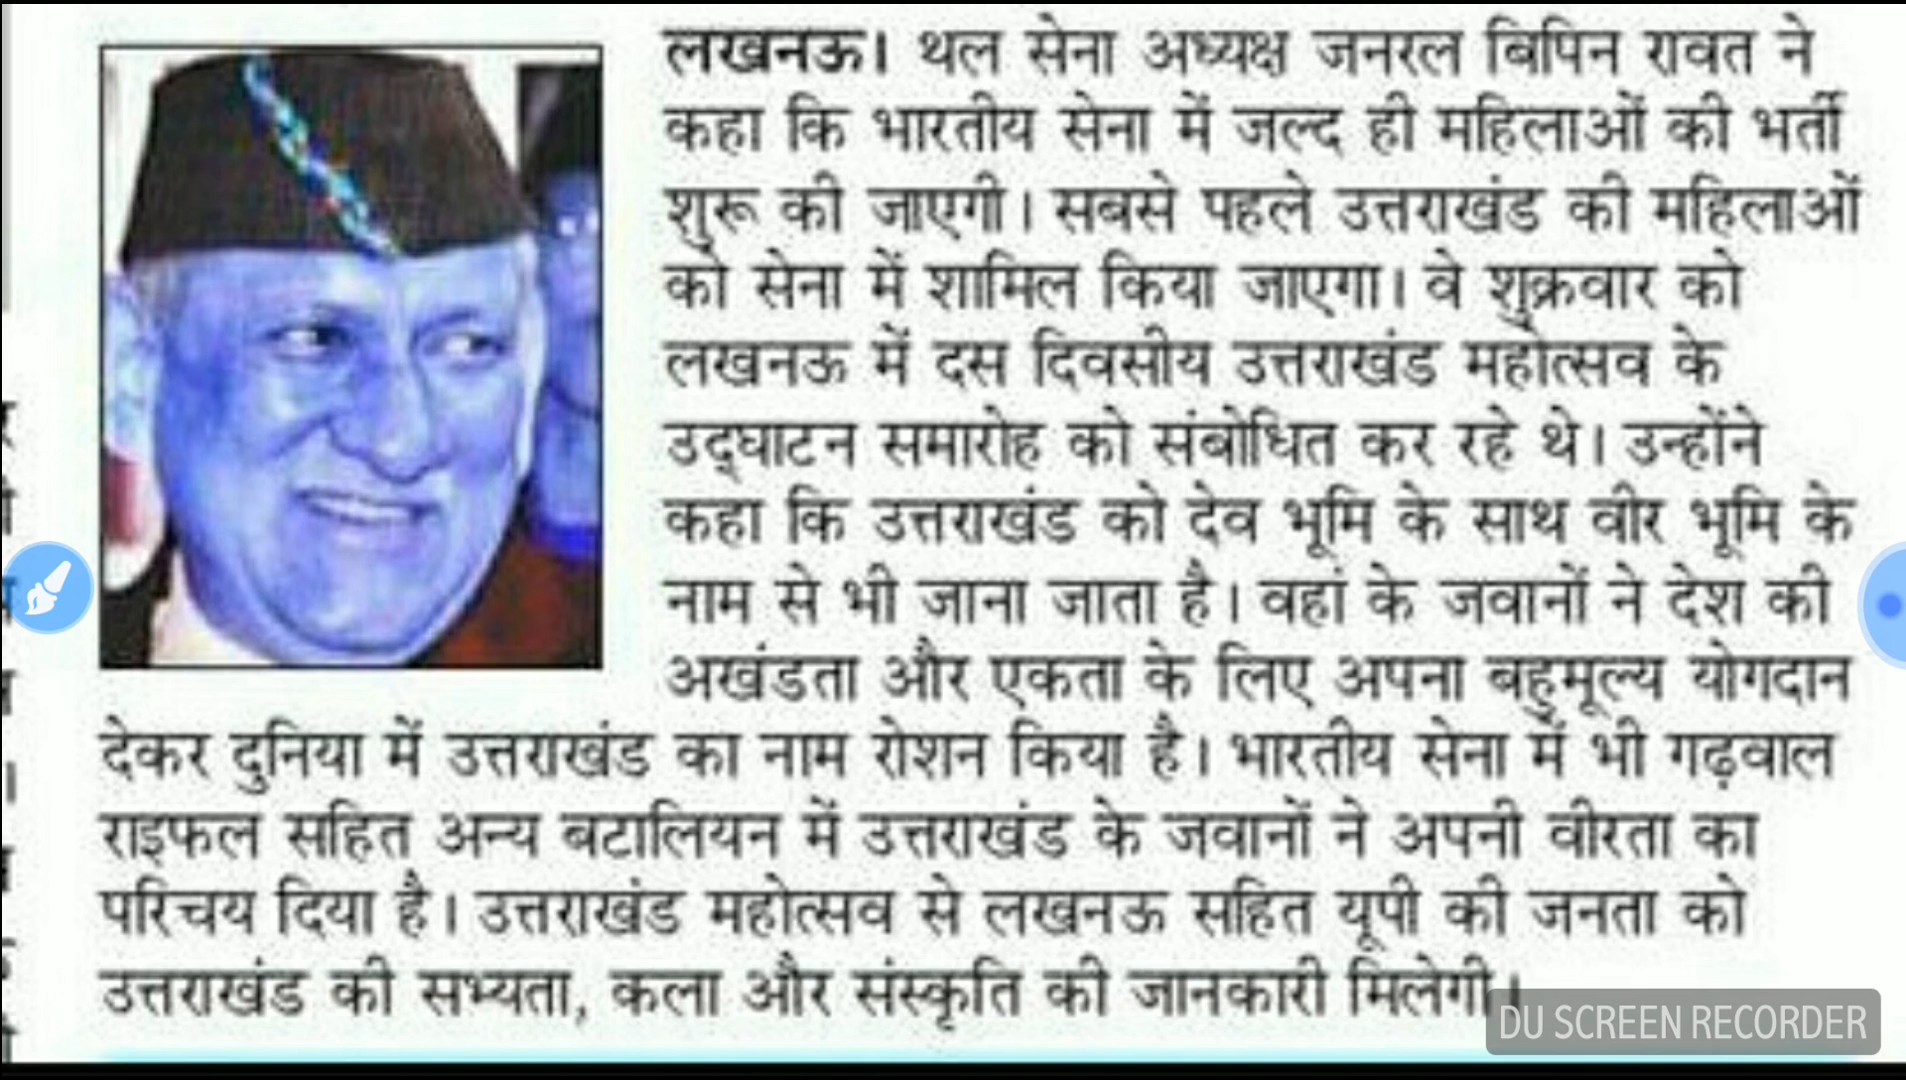 लखनऊ। थल सेना अध्यक्ष जनरल बिपिन रावत ने
कहा कि भारतीय सेना में जल्द ही महिलाओं की भर्ती
शुरू की जाएगी। सबसे पहले उत्तराखंड की महिलाओं
को सेना में शामिल किया जाएगा। वे शुक्रवार को
लखनऊ में दस दिवसीय उत्तराखंड महोत्सव के
उद्घाटन समारोह को संबोधित कर रहे थे। उन्होंने
कहा कि उत्तराखंड को देव भूमि के साथ वीर भूमि के
नाम से भी जाना जाता है। वहां के जवानों ने देश की
अखंडता और एकता के लिए अपना बहुमूल्य योगदान
देकर दुनिया में उत्तराखंड का नाम रोशन किया है। भारतीय सेना में भी गढ़वाल
राइफल सहित अन्य बटालियन में उत्तराखंड के जवानों ने अपनी वीरता का
परिचय दिया है। उत्तराखंड महोत्सव से लखनऊ सहित यूपी की जनता को
उत्तराखंड की सभ्यता, कला और संस्कृति की जानकारी मिलेगी।
DU SCREEN RECORDER